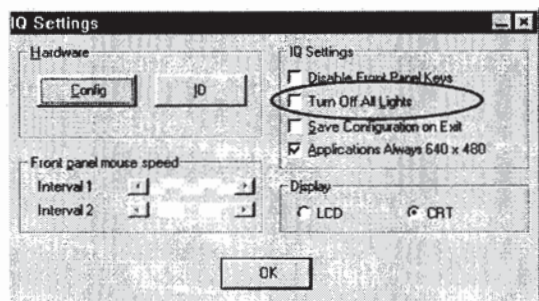 IQ Settings
Hardware
Config
ID
Front panel mouse speed
Interval 1
Interval 2
IQ Settings
Disable Front Panel Keys
Turn Off All Lights
Save Configuration on Exit
Applications Always 640 x 480
Display
LCD
CRT
OK